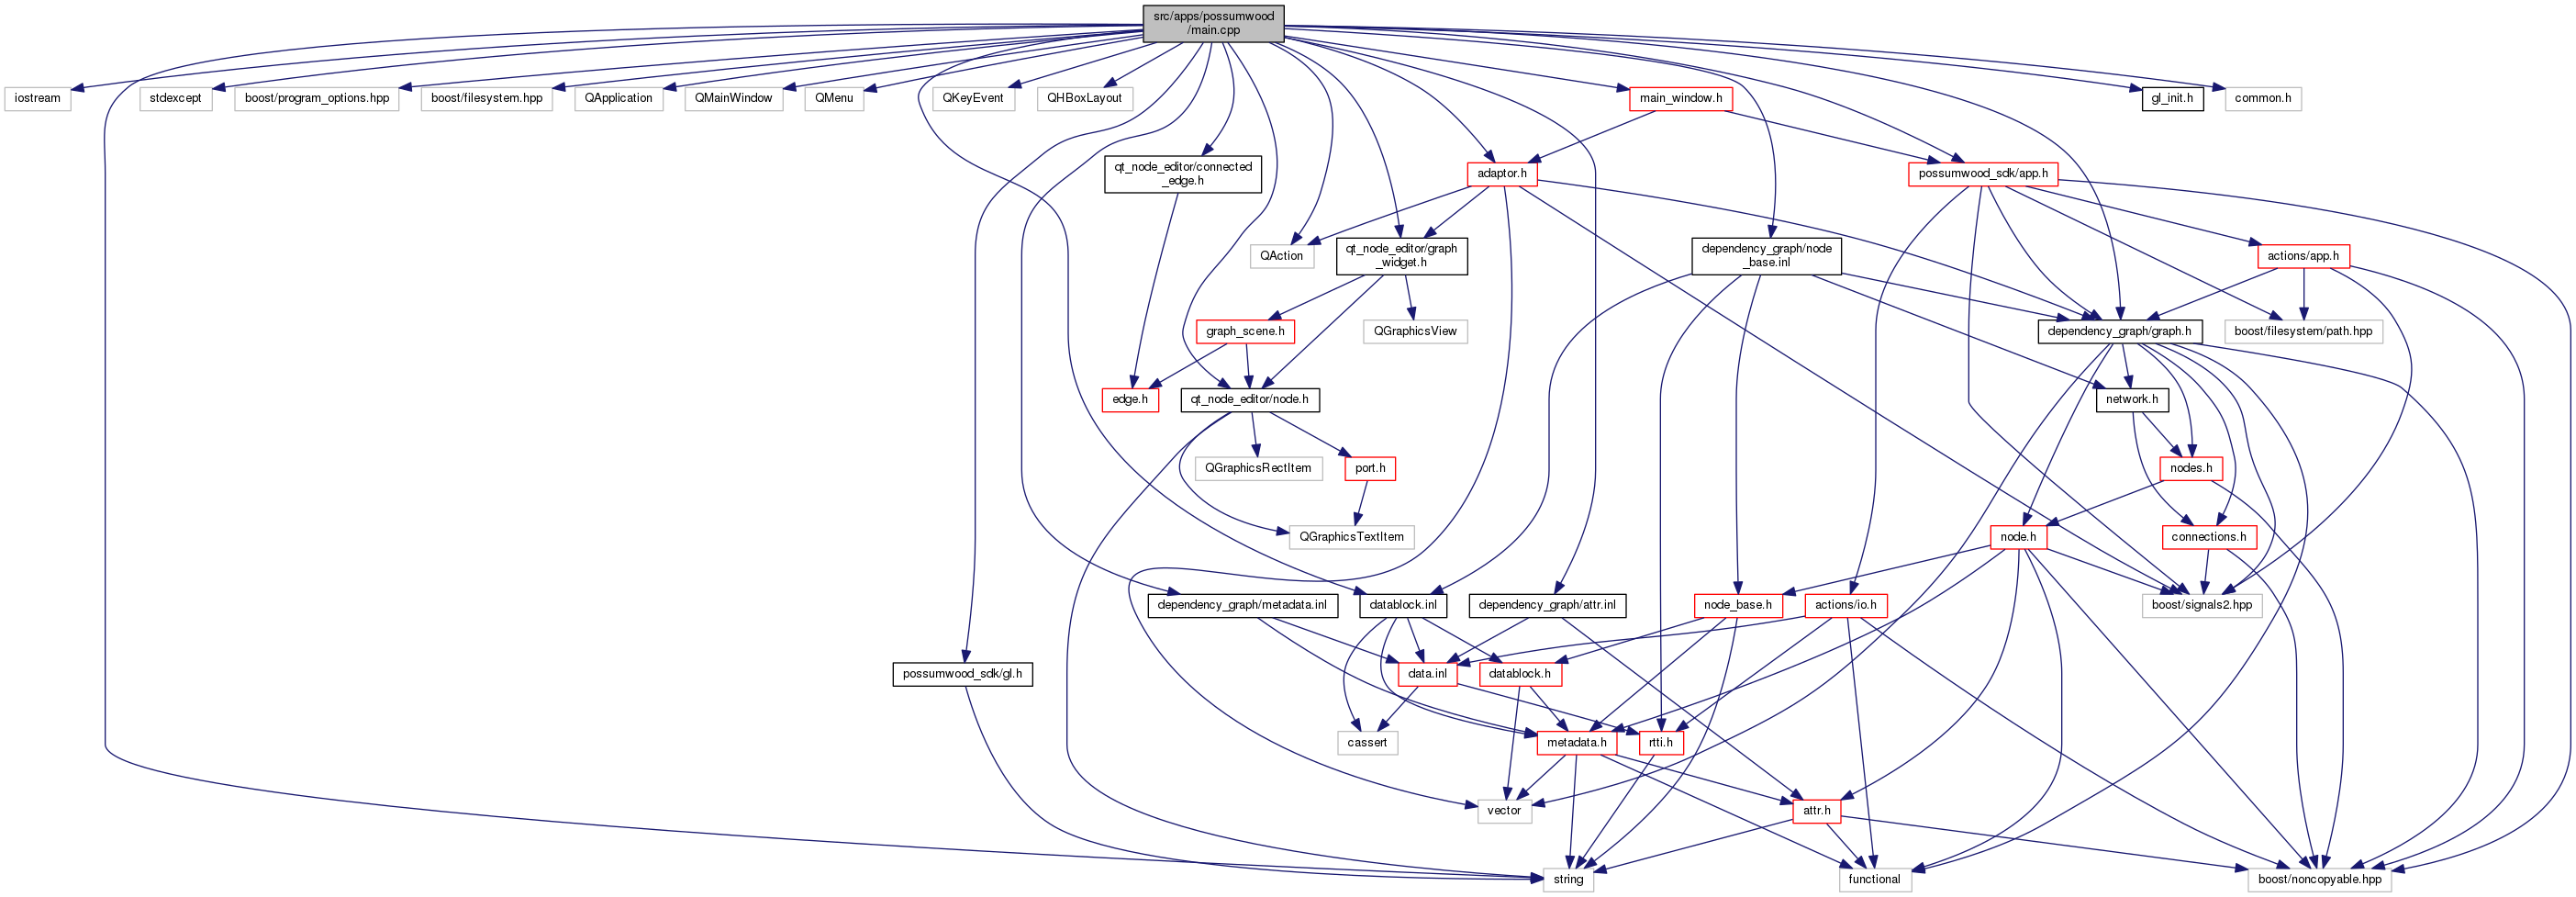 src/apps/possumwood
/main.cpp
iostream
stdexcept
boost/program_options.hpp
boost/filesystem.hpp
QApplication
QMainWindow
QMenu
QKeyEvent
QHBoxLayout
main_window.h
gl_init.h
common.h
qt_node_editor/connected
_edge.h
adaptor.h
possumwood_sdk/app.h
QAction
qt_node_editor/graph
_widget.h
dependency_graph/node
_base.inl
actions/app.h
graph_scene.h
QGraphicsView
dependency_graph/graph.h
boost/filesystem/path.hpp
edge.h
qt_node_editor/node.h
network.h
QGraphicsRectItem
port.h
nodes.h
QGraphicsTextItem
node.h
connections.h
dependency_graph/metadata.inl
datablock.inl
dependency_graph/attr.inl
node_base.h
actions/io.h
boost/signals2.hpp
possumwood_sdk/gl.h
data.inl
datablock.h
cassert
metadata.h
rtti.h
vector
attr.h
string
functional
boost/noncopyable.hpp